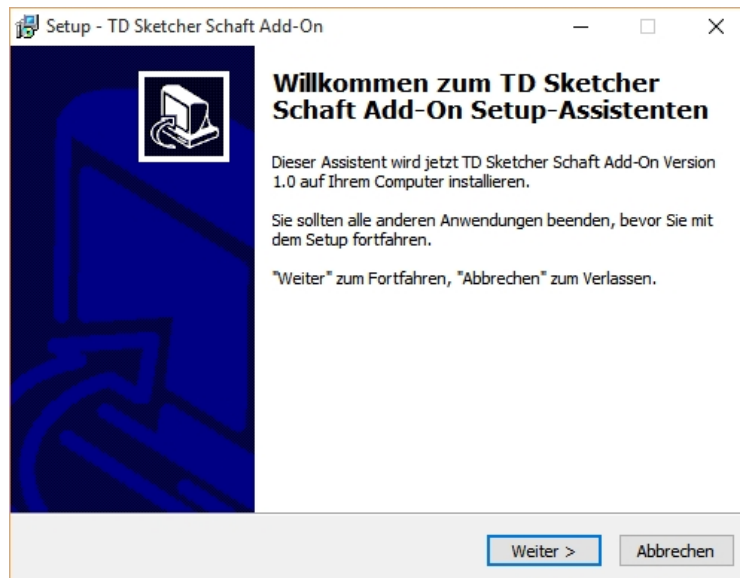 Setup - TD Sketcher Schaft Add-On
Willkommen zum TD Sketcher
Schaft Add-On Setup-Assistenten
Dieser Assistent wird jetzt TD Sketcher Schaft Add-On Version
1.0 auf Ihrem Computer installieren.
Sie sollten alle anderen Anwendungen beenden, bevor Sie mit
dem Setup fortfahren.
"Weiter" zum Fortfahren, "Abbrechen" zum Verlassen.
Weiter >
Abbrechen